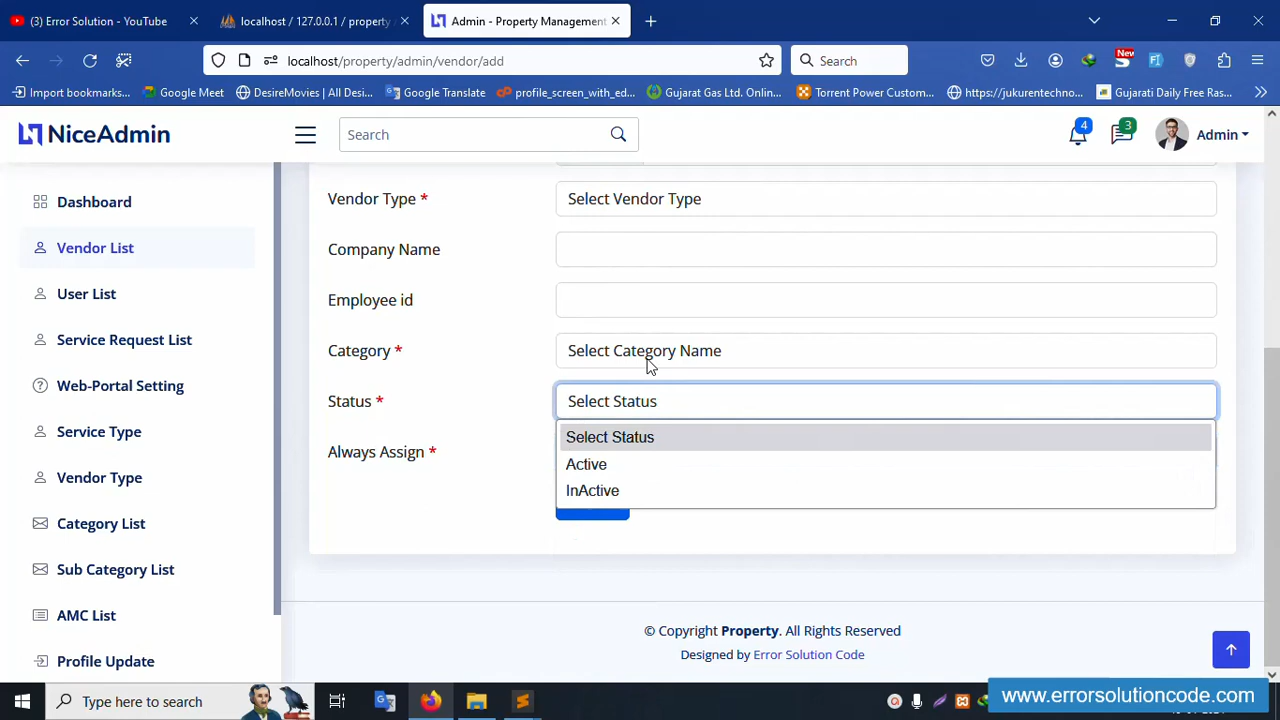 (3) Error Solution - YouTube
localhost / 127.0.0.1 / property
Admin - Property Management
localhost/property/admin/vendor/add
Search
New
Import bookmarks...
Google Meet
DesireMovies | All Desi...
Google Translate
profile_screen_with_ed...
Gujarat Gas Ltd. Onlin...
Torrent Power Custom...
https://jukurentechno...
Gujarati Daily Free Ras...
NiceAdmin
Search
4
3
Admin
Dashboard
Vendor List
User List
Service Request List
Web-Portal Setting
Service Type
Vendor Type
Category List
Sub Category List
AMC List
Profile Update
Vendor Type *
Select Vendor Type
Company Name
Employee id
Category *
Select Category Name
Status *
Select Status
Select Status
Active
InActive
Always Assign *
© Copyright Property. All Rights Reserved
Designed by Error Solution Code
Type here to search
www.errorsolutioncode.com